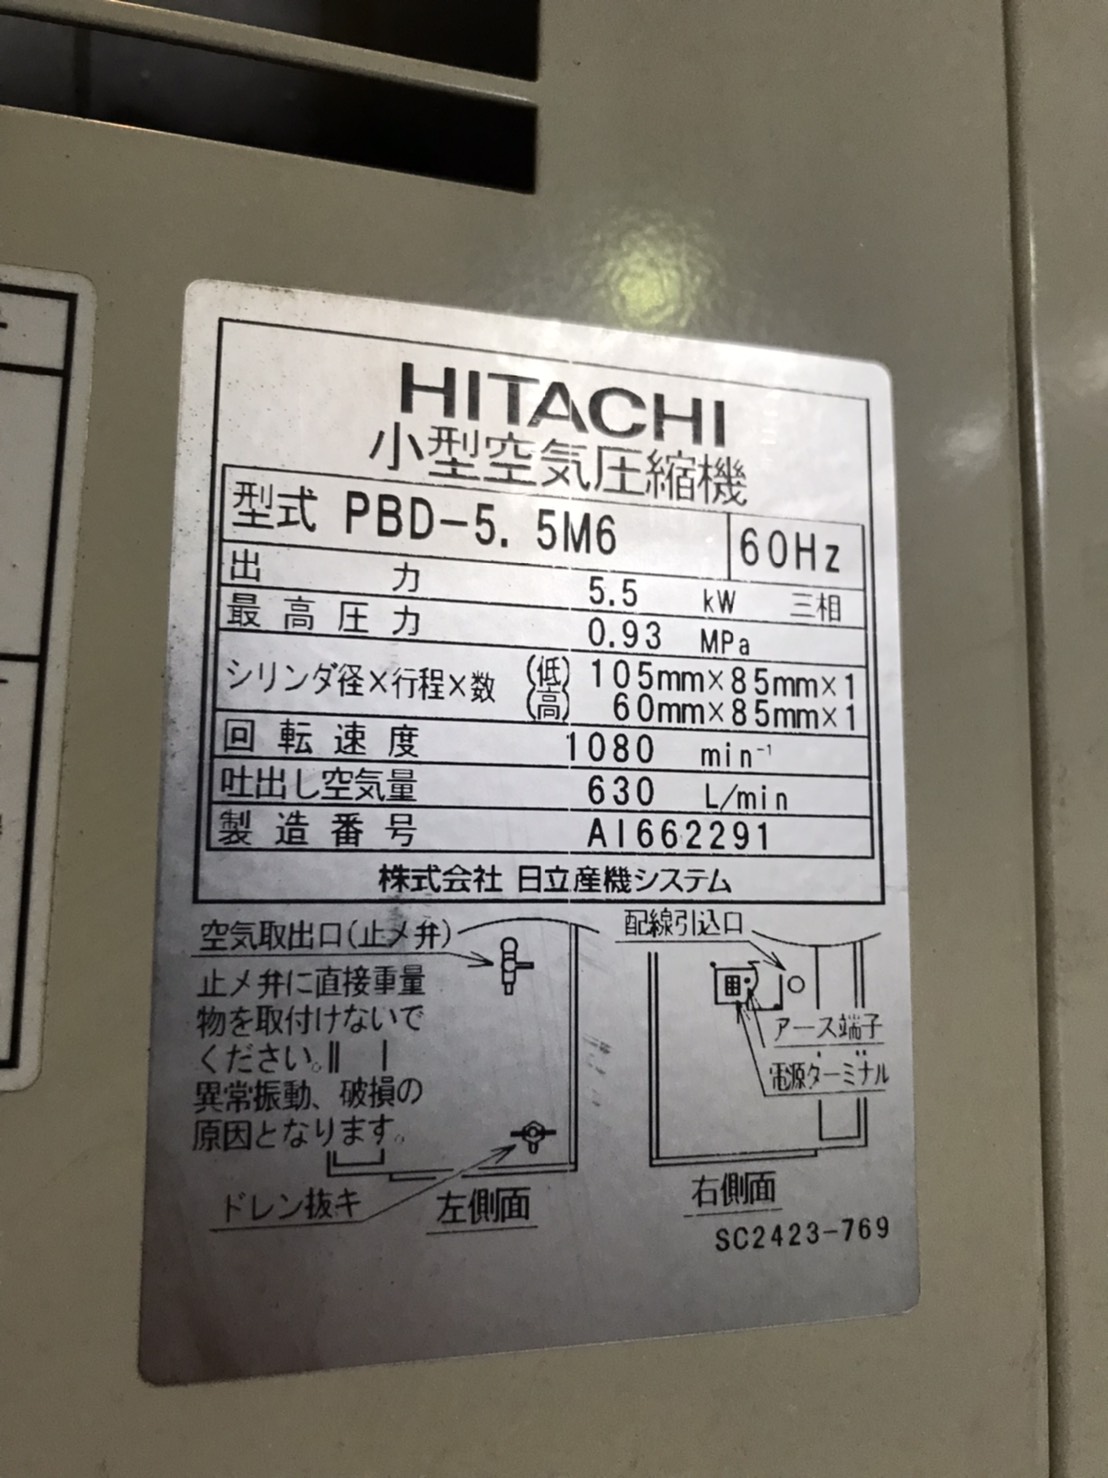 HITACHI
小型空気圧縮機
型式 PBD-5.5M6 60Hz
出力 5.5 kW 三相
最高圧力 0.93 MPa
シリンダ径×行程×数 (低) 105mm×85mm×1
(高) 60mm×85mm×1
回転速度 1080 min⁻¹
吐出し空気量 630 L/min
製造番号 A1662291
株式会社 日立産機システム
空気取出口(止メ弁)
止メ弁に直接重量
物を取付けないで
ください。
異常振動、破損の
原因となります。
ドレン抜キ
左側面
配線引込口
アース端子
電源ターミナル
右側面
SC2423-769